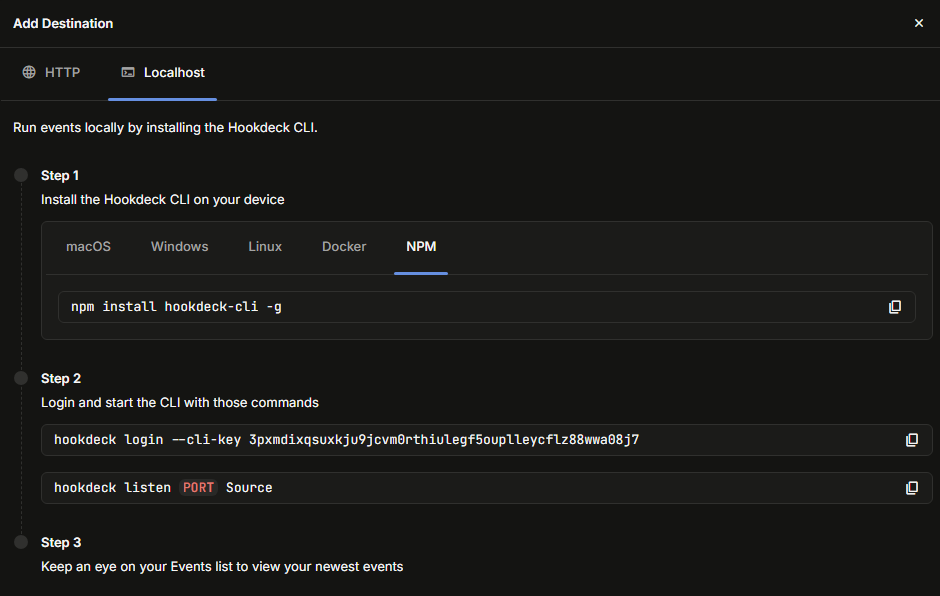 Add Destination
HTTP Localhost
Run events locally by installing the Hookdeck CLI.
Step 1
Install the Hookdeck CLI on your device
macOS Windows Linux Docker NPM
npm install hookdeck-cli -g
Step 2
Login and start the CLI with those commands
hookdeck login --cli-key 3pxmdixqsuxkju9jcvm0rthiulegf5ouplleycflz88wwa08j7
hookdeck listen PORT Source
Step 3
Keep an eye on your Events list to view your newest events